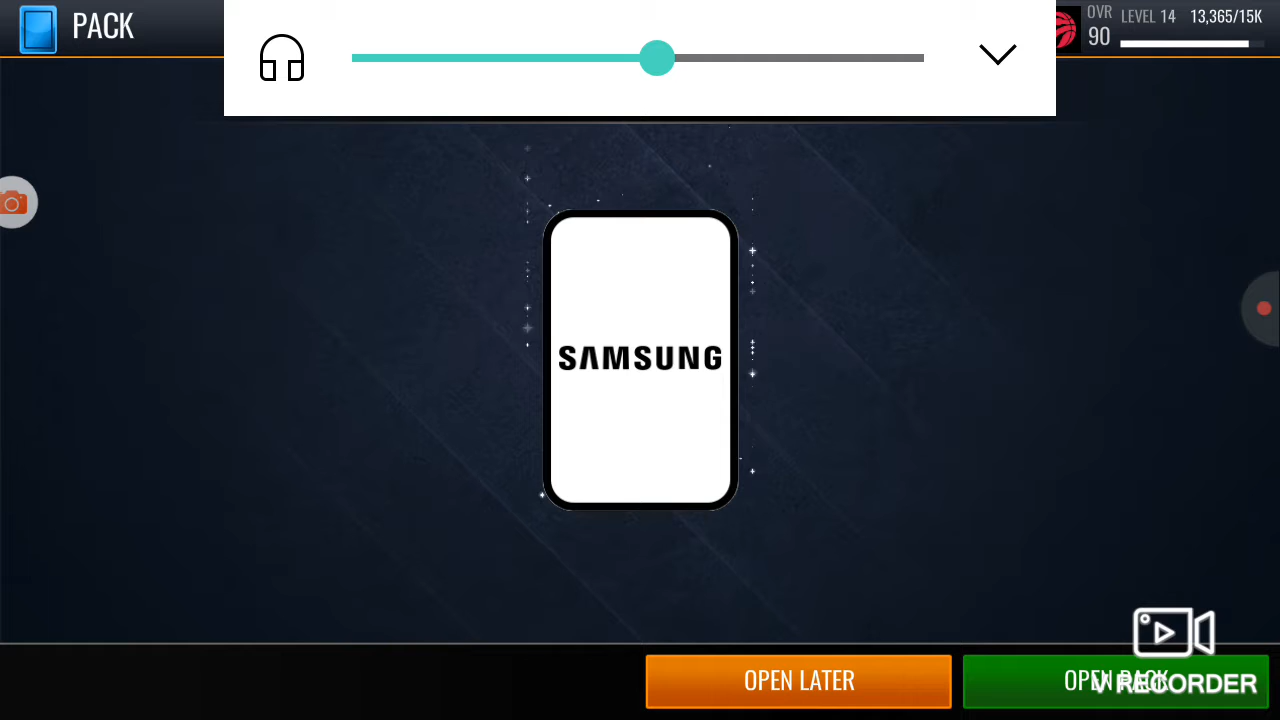 PACK
OVR
90
LEVEL 14 13,365/15K
SAMSUNG
OPEN LATER
OPEN PACK
V RECORDER